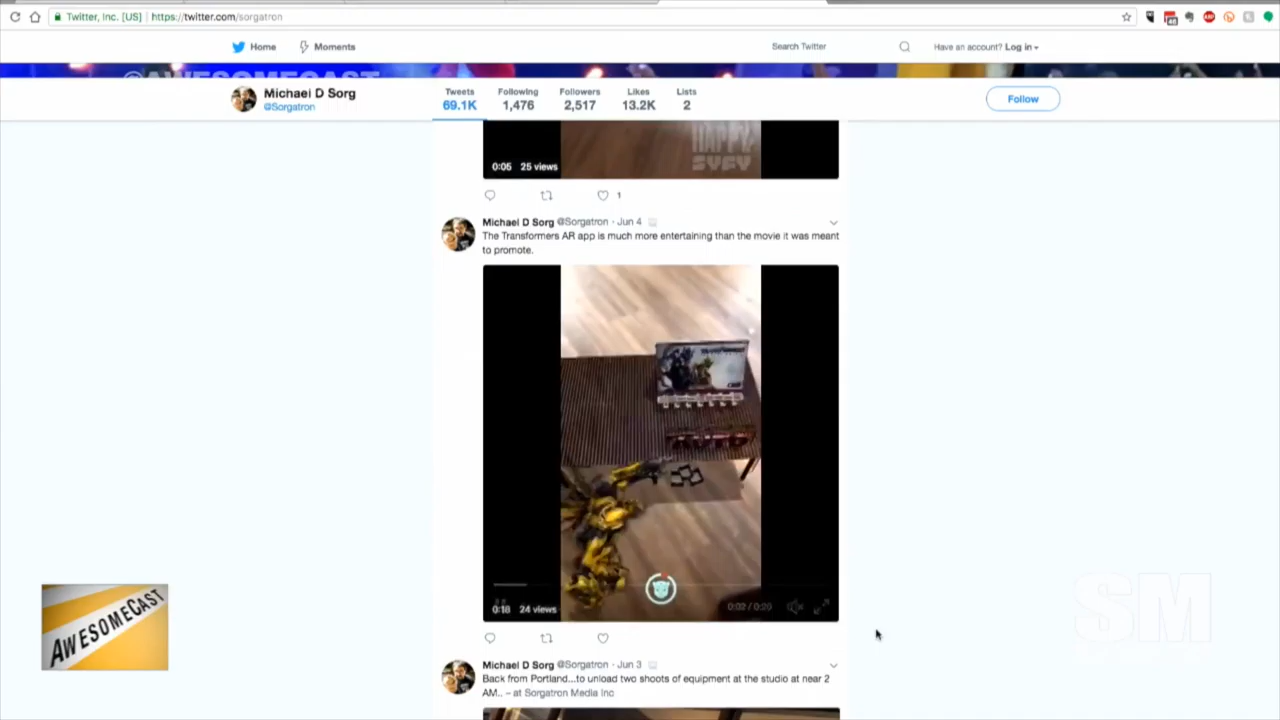 Twitter, Inc. [US] https://twitter.com/sorgatron
Home Moments Search Twitter Have an account? Log in
@AWESOMECAST
Michael D Sorg
@Sorgatron
Tweets Following Followers Likes Lists
69.1K 1,476 2,517 13.2K 2
Follow
HAPPY
SYFY
0:05 25 views
1
Michael D Sorg @Sorgatron · Jun 4
The Transformers AR app is much more entertaining than the movie it was meant
to promote.
0:18 24 views
0:02 / 0:20
Michael D Sorg @Sorgatron · Jun 3
Back from Portland...to unload two shoots of equipment at the studio at near 2
AM.. – at Sorgatron Media Inc
AWESOMECAST
SM